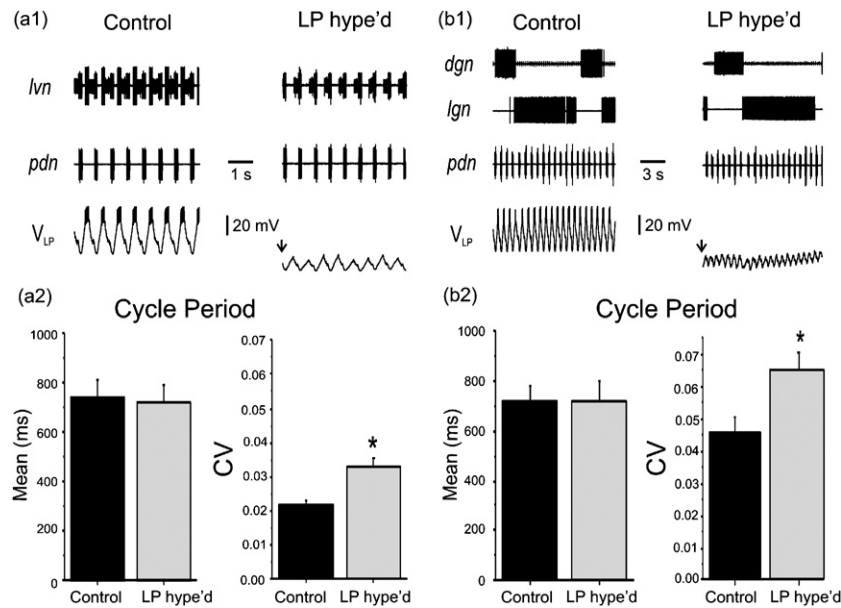 (a1)
Control
LP hype'd
lvn
pdn
1 s
V_LP
20 mV
(b1)
Control
LP hype'd
dgn
lgn
pdn
3 s
V_LP
20 mV
(a2)
Cycle Period
Mean (ms)
1000
800
600
400
200
0
Control
LP hype'd
CV
0.07
0.06
0.05
0.04
0.03
0.02
0.01
0.00
*
Control
LP hype'd
(b2)
Cycle Period
Mean (ms)
1000
800
600
400
200
0
Control
LP hype'd
CV
0.07
0.06
0.05
0.04
0.03
0.02
0.01
0.00
*
Control
LP hype'd